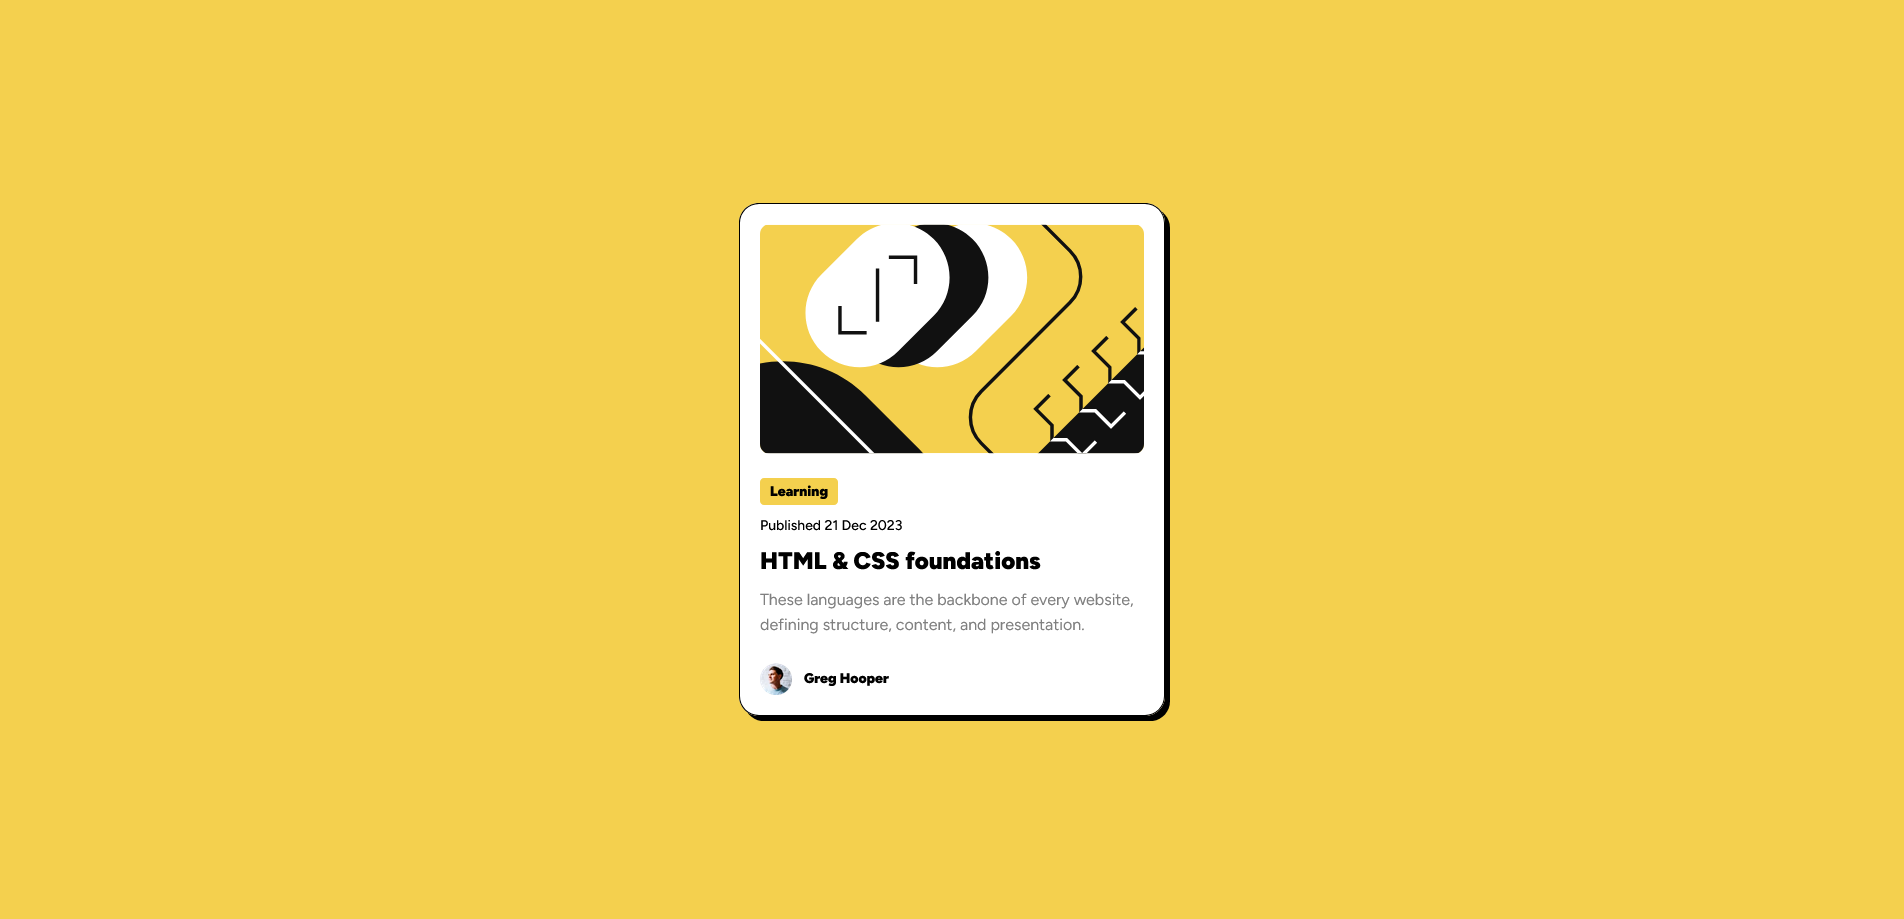 Learning
Published 21 Dec 2023
HTML & CSS foundations
These languages are the backbone of every website,
defining structure, content, and presentation.
Greg Hooper